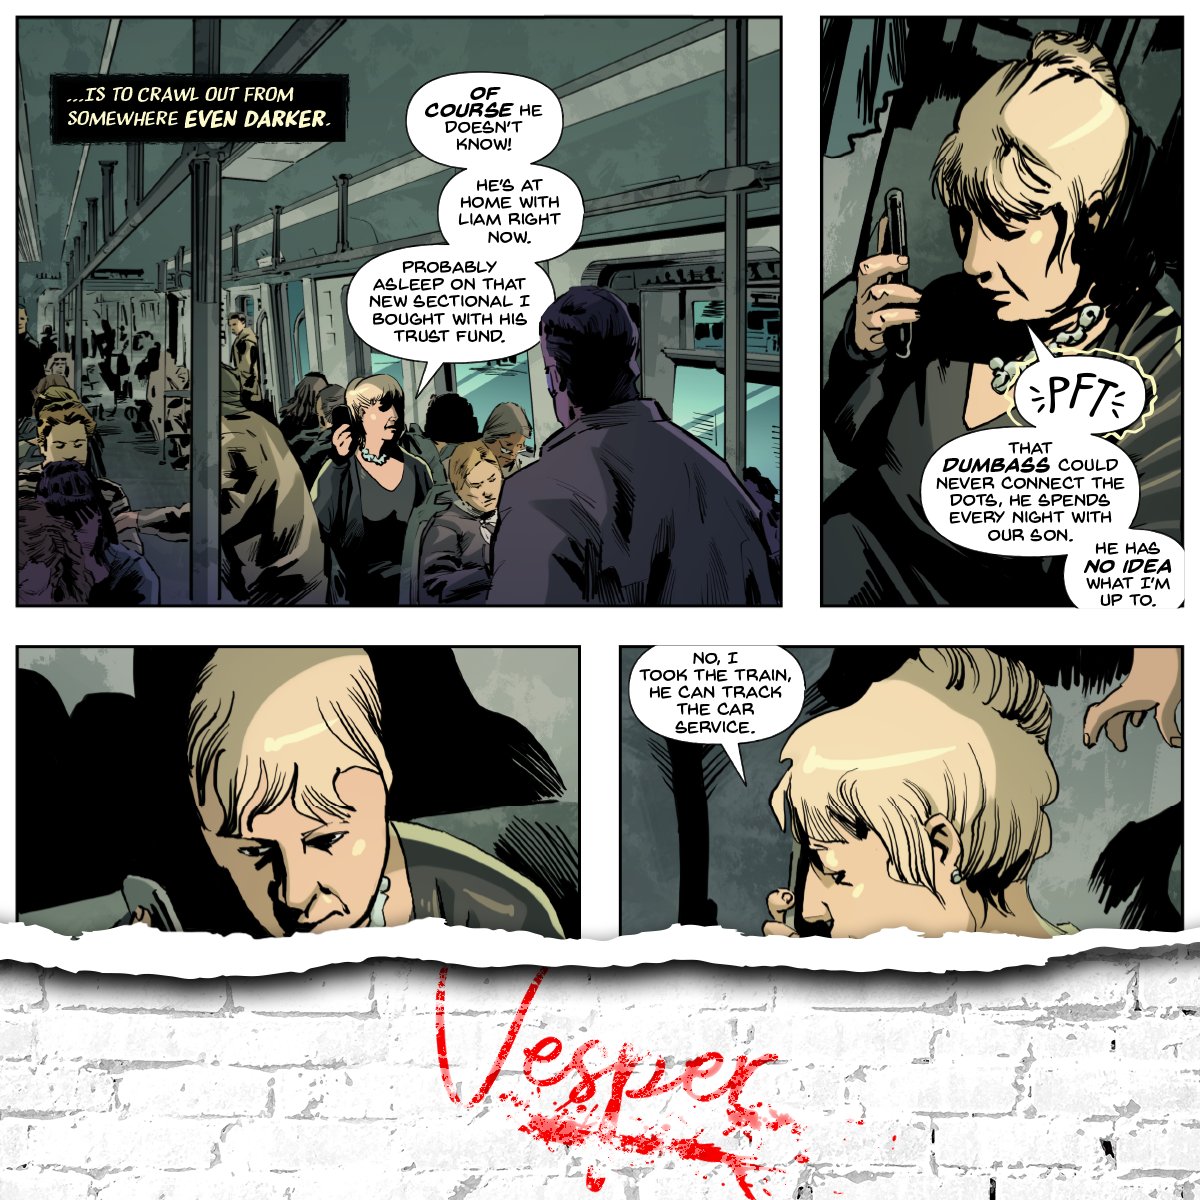 ...IS TO CRAWL OUT FROM
SOMEWHERE EVEN DARKER.
OF
COURSE HE
DOESN'T
KNOW!
HE'S AT
HOME WITH
LIAM RIGHT
NOW.
PROBABLY
ASLEEP ON THAT
NEW SECTIONAL I
BOUGHT WITH HIS
TRUST FUND.
PFT
THAT
DUMBASS COULD
NEVER CONNECT THE
DOTS, HE SPENDS
EVERY NIGHT WITH
OUR SON.
HE HAS
NO IDEA
WHAT I'M
UP TO.
NO, I
TOOK THE TRAIN,
HE CAN TRACK
THE CAR
SERVICE.
Vesper